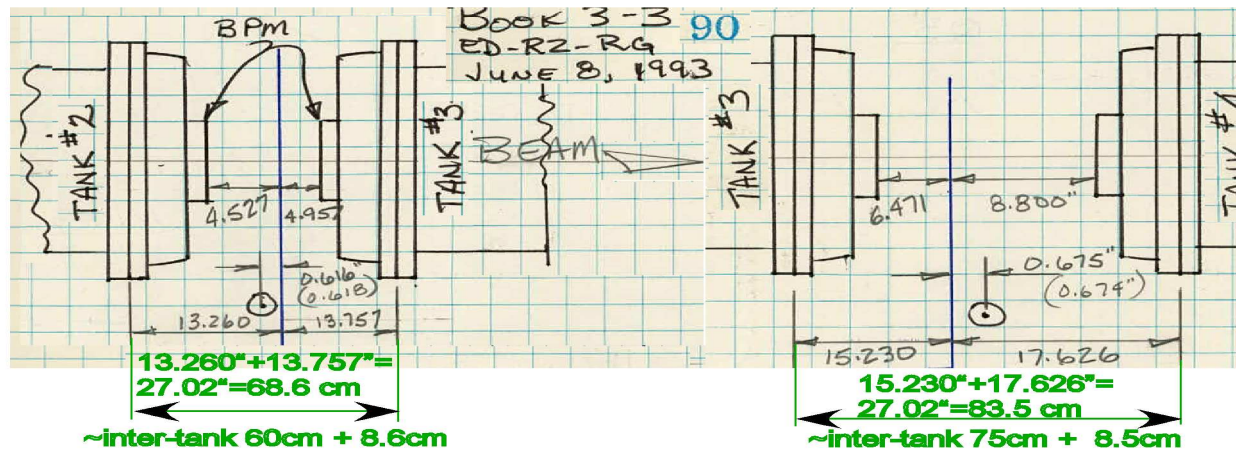 BPM
BOOK 3-3 90
ED-RZ-RG
JUNE 8, 1993
TANK #2
TANK #3
BEAM
4.527 4.957
0.616"
(0.618)
13.260 13.757
13.260"+13.757"=
27.02"=68.6 cm
~inter-tank 60cm + 8.6cm
TANK #3
TANK #4
6.471 8.800"
0.675"
(0.674")
15.230 17.626
15.230"+17.626"=
27.02"=83.5 cm
~inter-tank 75cm + 8.5cm